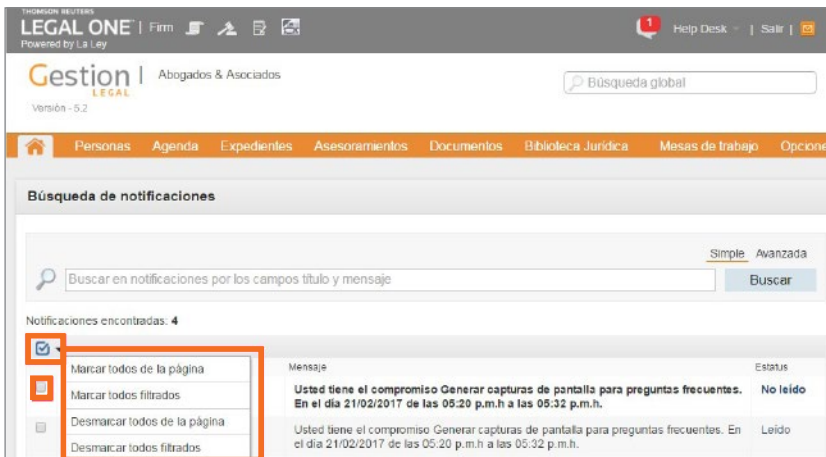 THOMSON REUTERS
LEGAL ONE™ | Firm
Powered by La Ley
1
Help Desk | Salir |
Gestion | Abogados & Asociados
LEGAL
Versión - 5.2
Búsqueda global
Personas Agenda Expedientes Asesoramientos Documentos Biblioteca Jurídica Mesas de trabajo Opcione
Búsqueda de notificaciones
Simple Avanzada
Buscar en notificaciones por los campos título y mensaje
Buscar
Notificaciones encontradas: 4
Marcar todos de la página
Marcar todos filtrados
Desmarcar todos de la página
Desmarcar todos filtrados
Mensaje Estatus
Usted tiene el compromiso Generar capturas de pantalla para preguntas frecuentes. No leído
En el día 21/02/2017 de las 05:20 p.m.h a las 05:32 p.m.h.
Usted tiene el compromiso Generar capturas de pantalla para preguntas frecuentes. En Leído
el día 21/02/2017 de las 05:20 p.m.h a las 05:32 p.m.h.